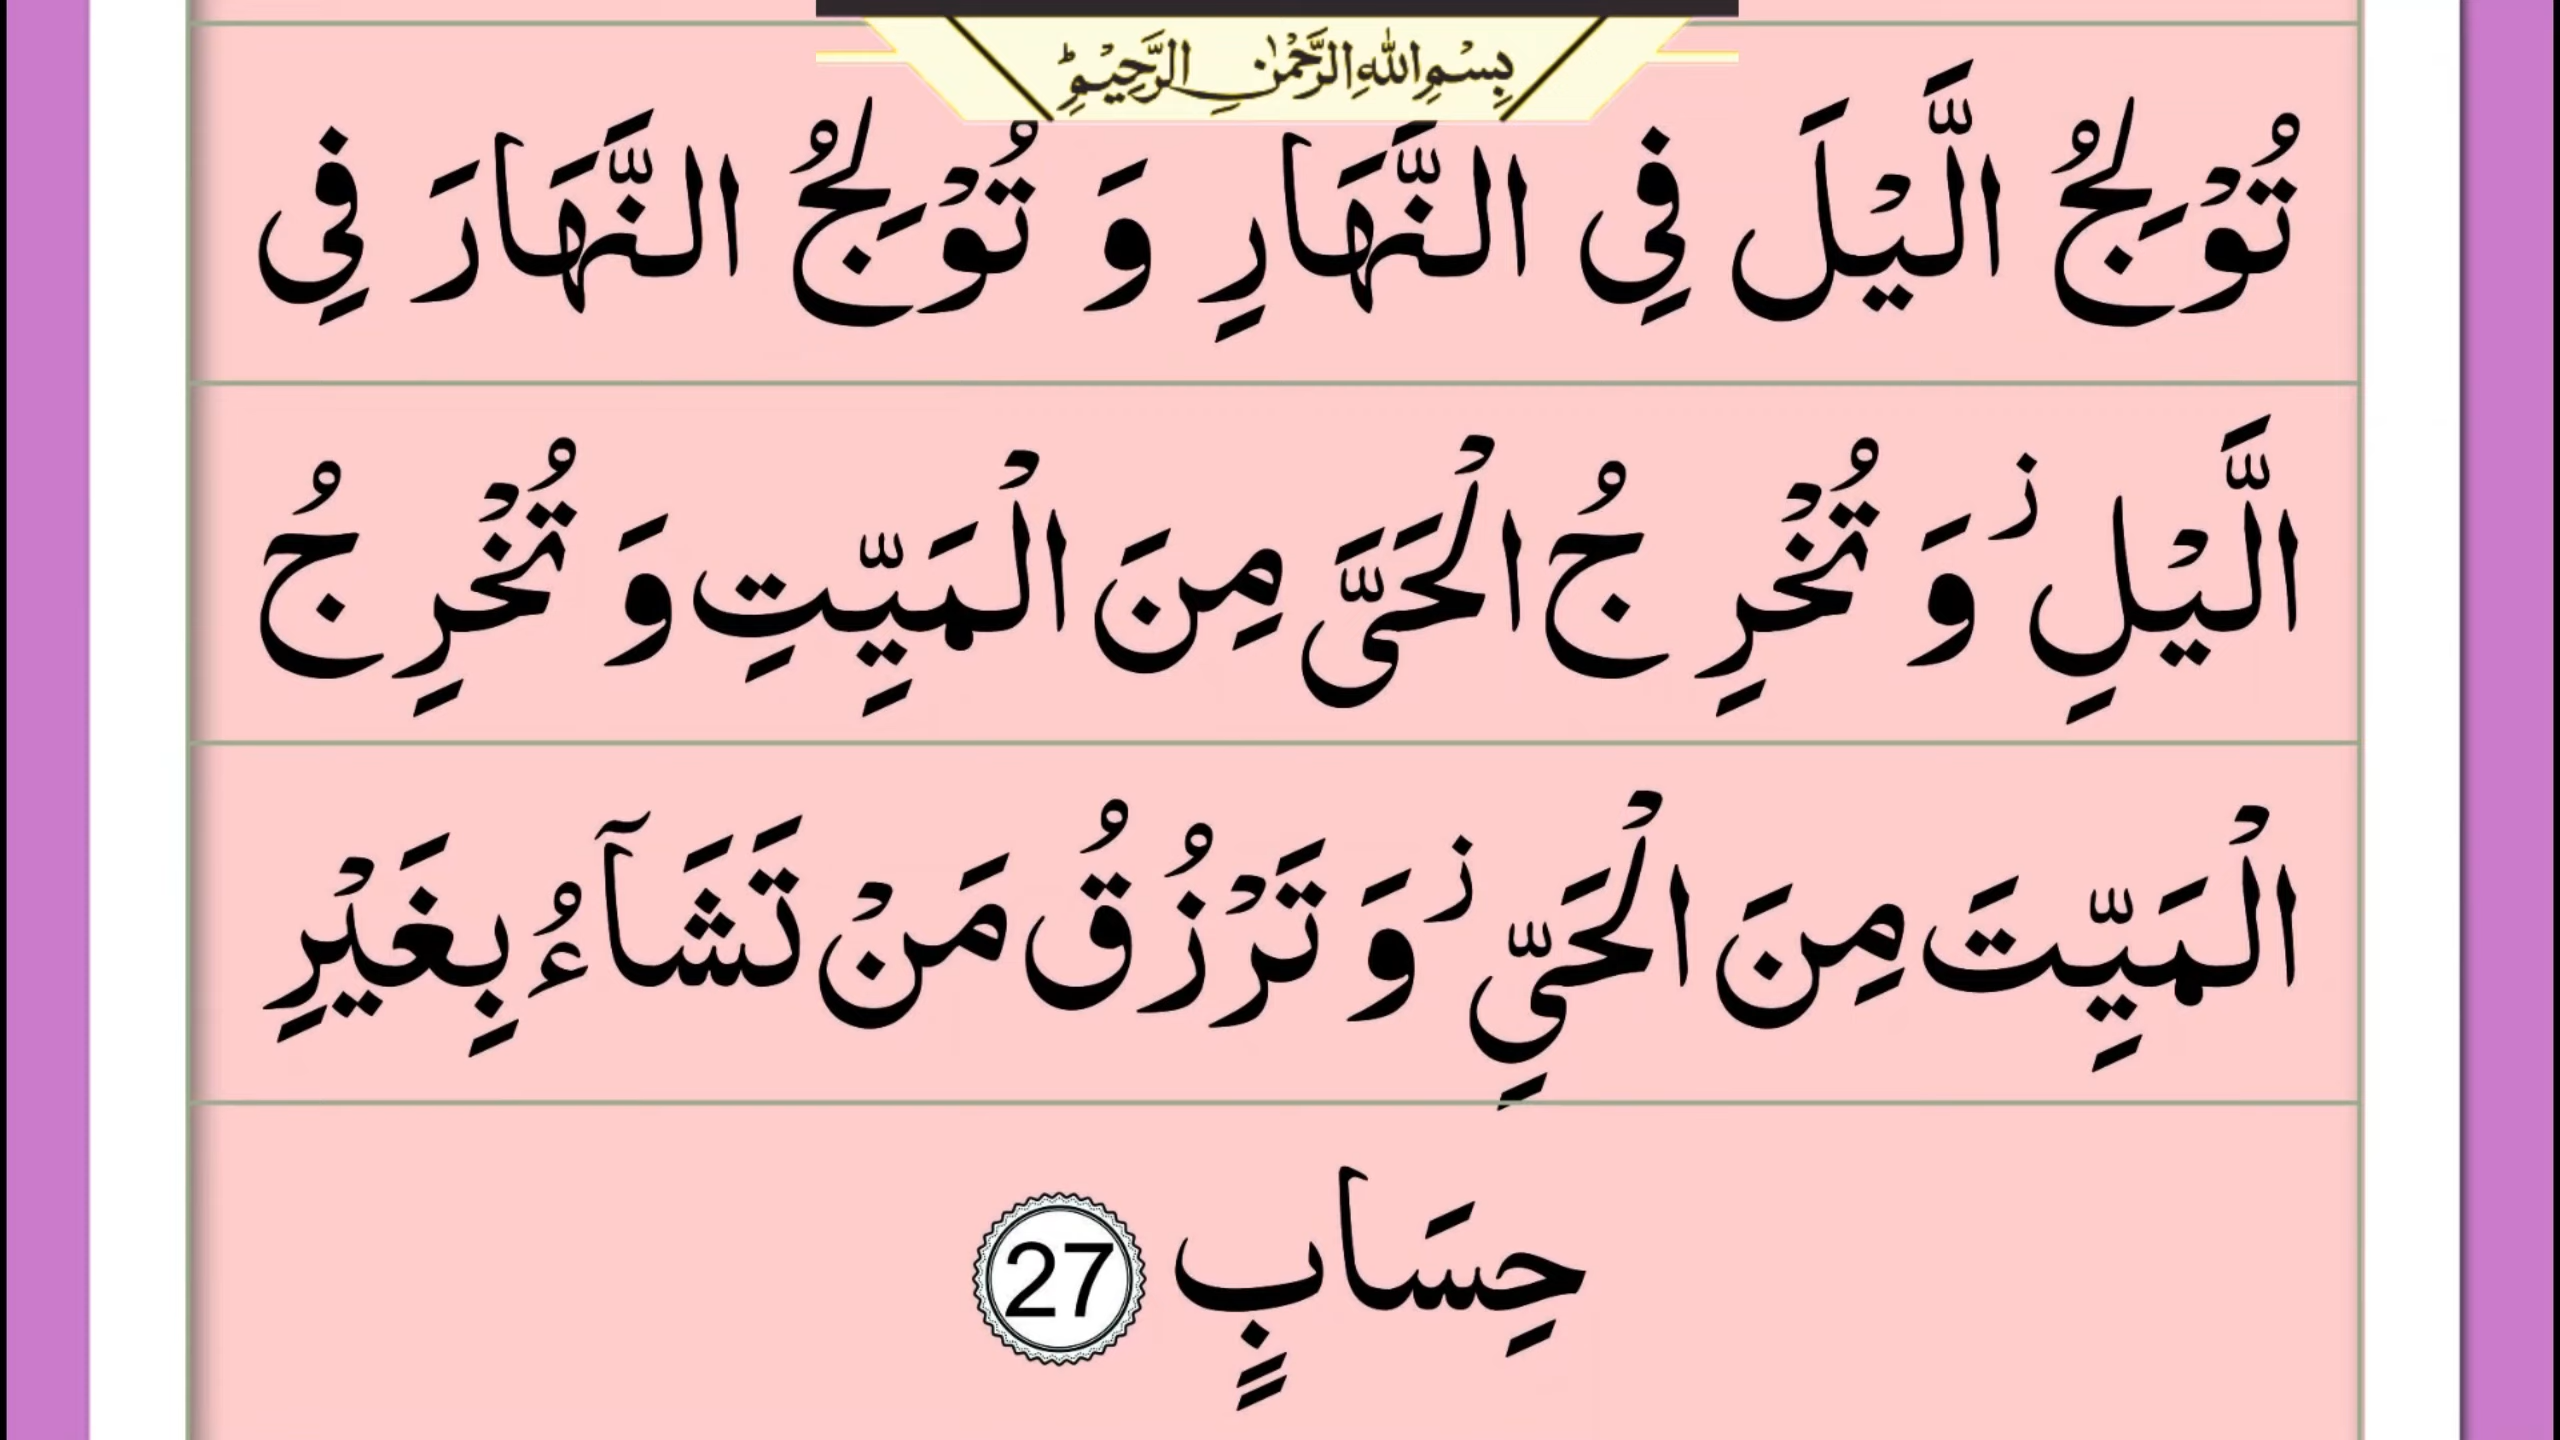 بِسْمِ اللّٰهِ الرَّحْمٰنِ الرَّحِيْمِ
تُوْلِجُ الَّيْلَ فِى النَّهَارِ وَ تُوْلِجُ النَّهَارَ فِى
الَّيْلِ ز وَ تُخْرِجُ الْحَىَّ مِنَ الْمَيِّتِ وَ تُخْرِجُ
الْمَيِّتَ مِنَ الْحَىِّ ز وَ تَرْزُقُ مَنْ تَشَآءُ بِغَيْرِ
حِسَابٍ 27